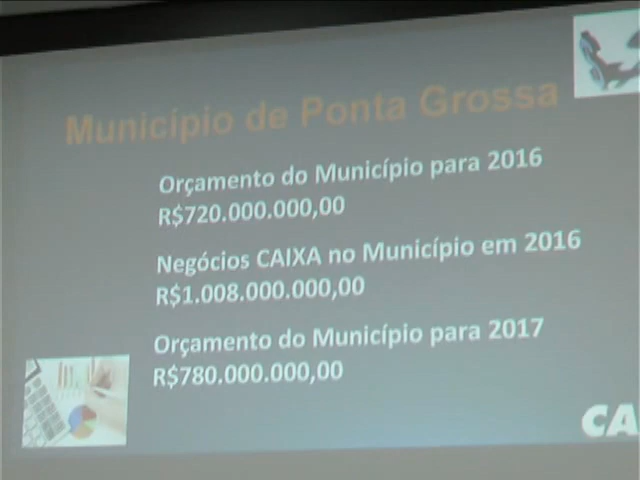 Município de Ponta Grossa
Orçamento do Município para 2016
R$720.000.000,00
Negócios CAIXA no Município em 2016
R$1.008.000.000,00
Orçamento do Município para 2017
R$780.000.000,00
CA